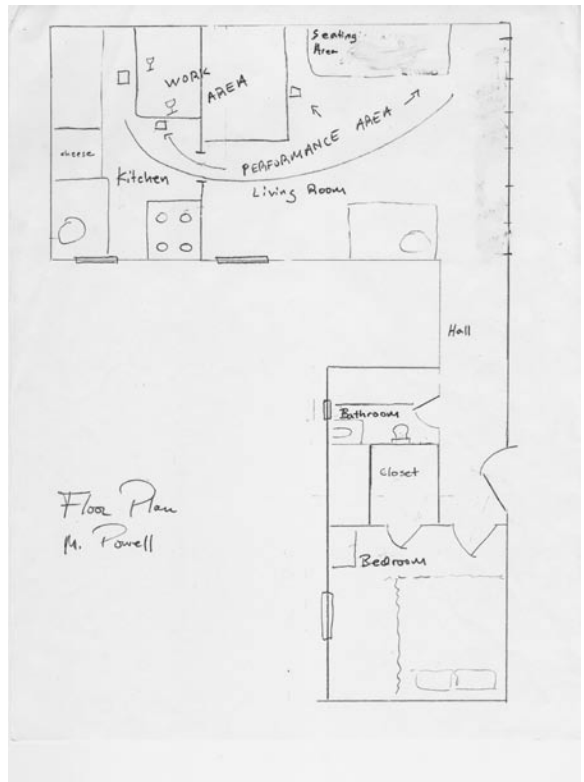 Seating
Area
WORK
AREA
PERFORMANCE AREA
cheese
Kitchen
Living Room
Hall
Bathroom
Closet
Floor Plan
M. Powell
Bedroom